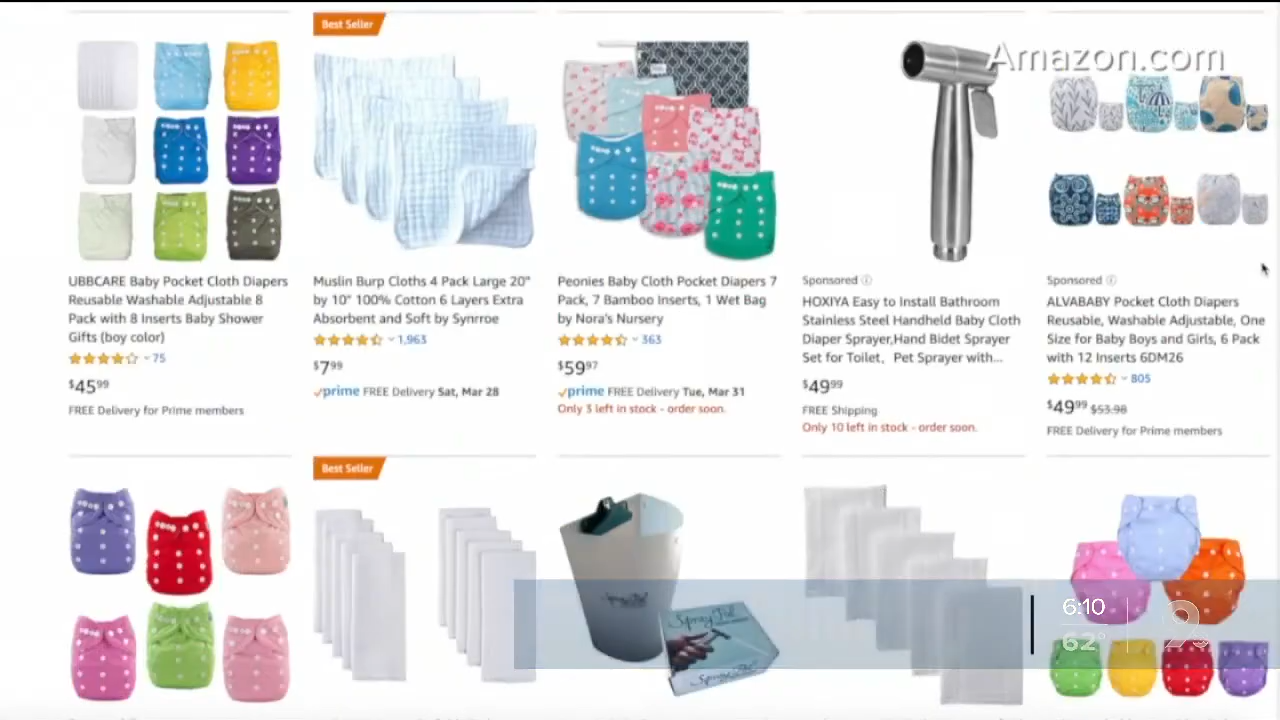 Best Seller
Amazon.com
UBBCARE Baby Pocket Cloth Diapers
Reusable Washable Adjustable 8
Pack with 8 Inserts Baby Shower
Gifts (boy color)
75
$45.99
FREE Delivery for Prime members
Muslin Burp Cloths 4 Pack Large 20"
by 10" 100% Cotton 6 Layers Extra
Absorbent and Soft by Synrroe
1,963
$7.99
prime FREE Delivery Sat, Mar 28
Peonies Baby Cloth Pocket Diapers 7
Pack, 7 Bamboo Inserts, 1 Wet Bag
by Nora's Nursery
363
$59.97
prime FREE Delivery Tue, Mar 31
Only 3 left in stock - order soon.
Sponsored
HOXIYA Easy to Install Bathroom
Stainless Steel Handheld Baby Cloth
Diaper Sprayer,Hand Bidet Sprayer
Set for Toilet, Pet Sprayer with...
$49.99
FREE Shipping
Only 10 left in stock - order soon.
Sponsored
ALVABABY Pocket Cloth Diapers
Reusable, Washable Adjustable, One
Size for Baby Boys and Girls, 6 Pack
with 12 Inserts 6DM26
805
$49.99 $53.98
FREE Delivery for Prime members
Best Seller
Spray Pal
Spray Pal
Spray Pal
6:10
62°
9